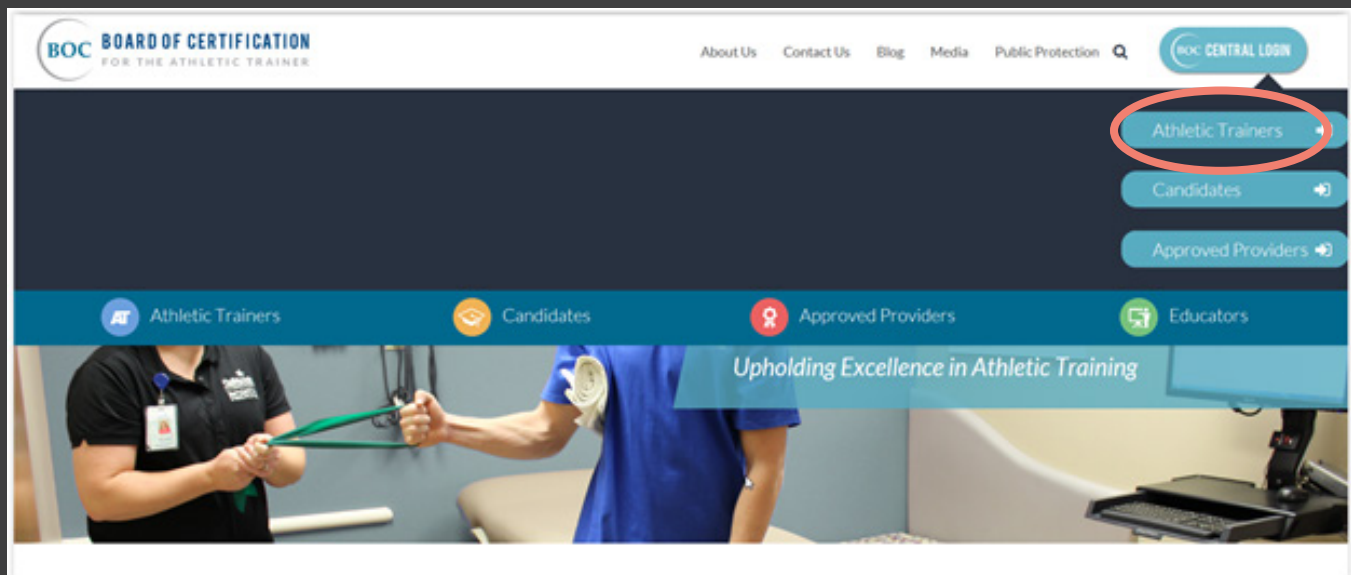 BOC BOARD OF CERTIFICATION
FOR THE ATHLETIC TRAINER
About Us Contact Us Blog Media Public Protection
BOC CENTRAL LOGIN
Athletic Trainers
Candidates
Approved Providers
AT Athletic Trainers Candidates Approved Providers Educators
Upholding Excellence in Athletic Training